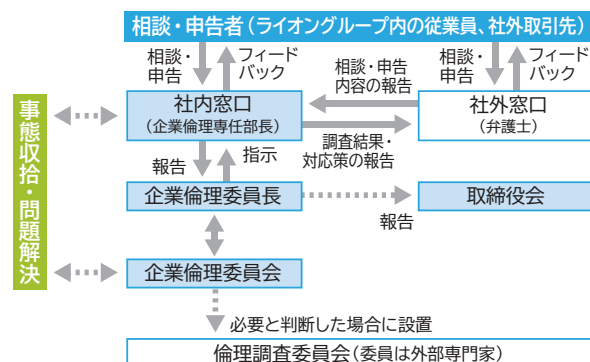 相談・申告者（ライオングループ内の従業員、社外取引先）
相談・
申告
フィード
バック
相談・申告
内容の報告
相談・
申告
フィード
バック
社内窓口
（企業倫理専任部長）
社外窓口
（弁護士）
調査結果・
対応策の報告
報告
指示
企業倫理委員長
取締役会
報告
企業倫理委員会
必要と判断した場合に設置
倫理調査委員会（委員は外部専門家）
事態収拾・問題解決